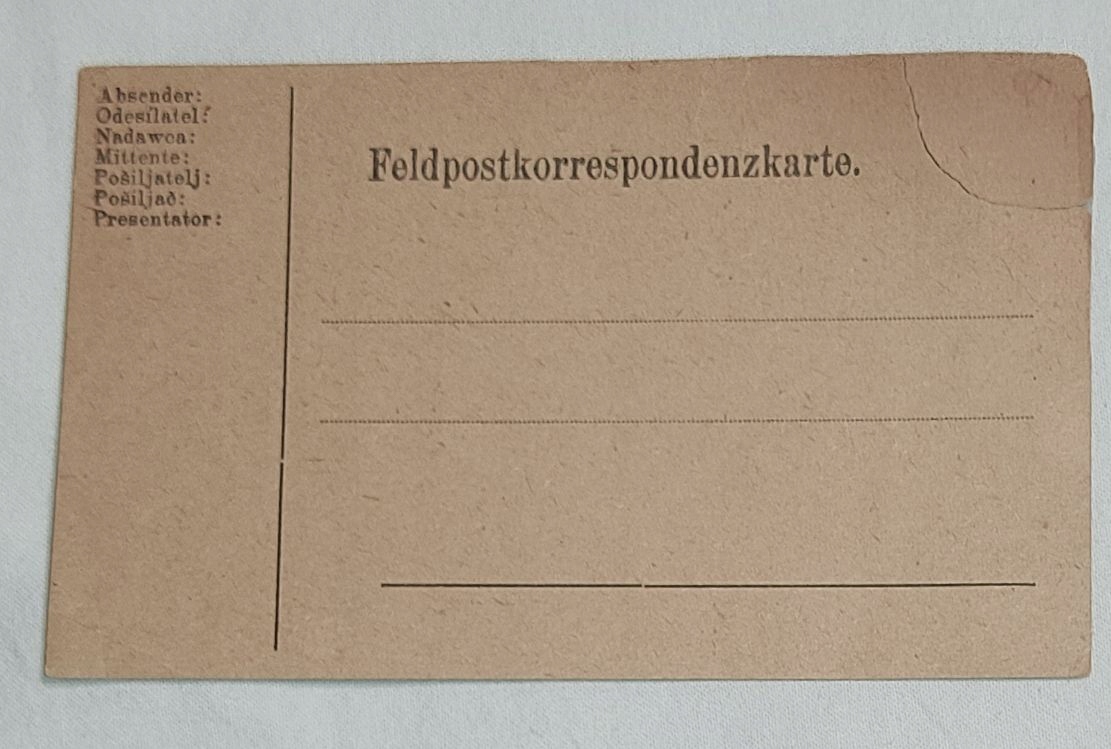 Absender:
Odesílatel:
Nadawca:
Mittente:
Pošiljatelj:
Pošiljač:
Presentator:
Feldpostkorrespondenzkarte.